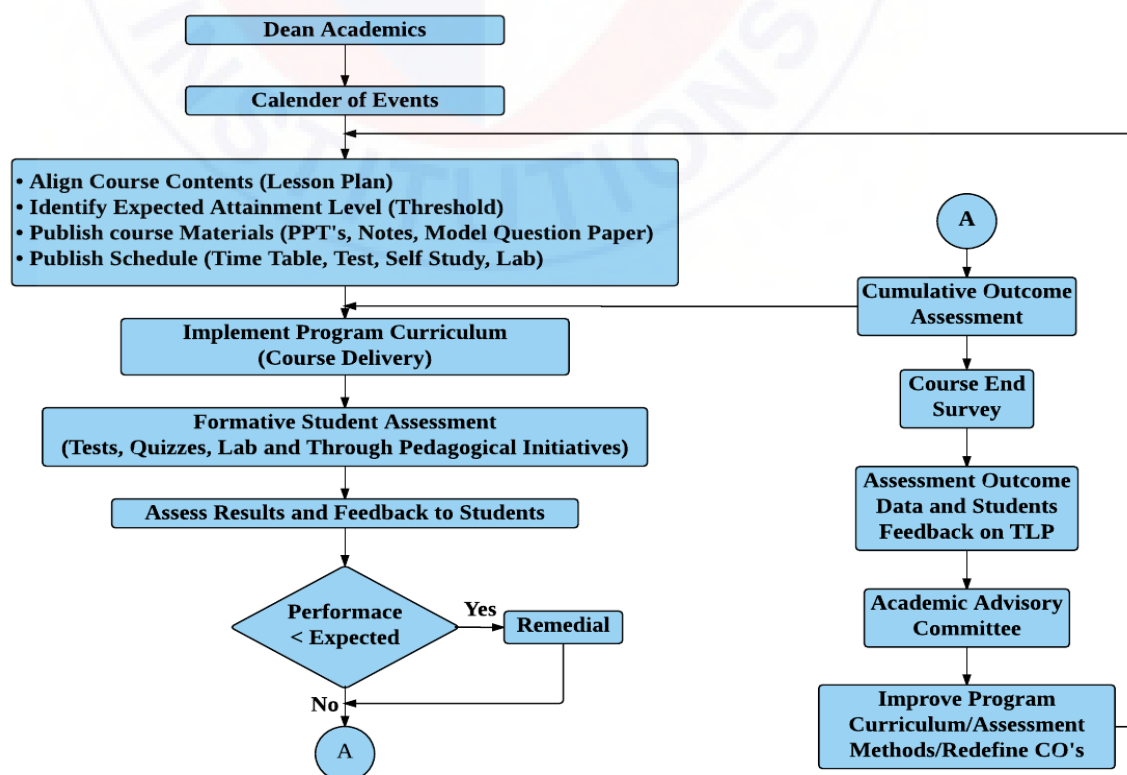 Dean Academics
Calender of Events
• Align Course Contents (Lesson Plan)
• Identify Expected Attainment Level (Threshold)
• Publish course Materials (PPT's, Notes, Model Question Paper)
• Publish Schedule (Time Table, Test, Self Study, Lab)
Implement Program Curriculum
(Course Delivery)
Formative Student Assessment
(Tests, Quizzes, Lab and Through Pedagogical Initiatives)
Assess Results and Feedback to Students
Performace
< Expected
Yes
Remedial
No
A
A
Cumulative Outcome
Assessment
Course End
Survey
Assessment Outcome
Data and Students
Feedback on TLP
Academic Advisory
Committee
Improve Program
Curriculum/Assessment
Methods/Redefine CO's
INSTITUTIONS